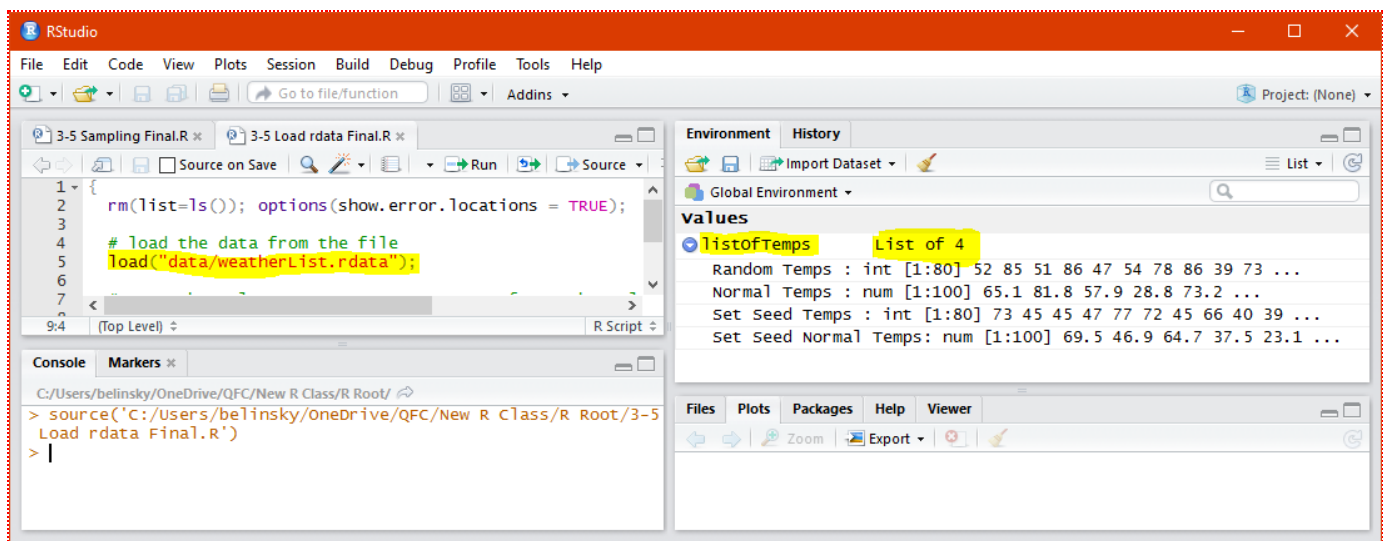 RStudio
File Edit Code View Plots Session Build Debug Profile Tools Help
Go to file/function Addins Project: (None)
3-5 Sampling Final.R 3-5 Load rdata Final.R
Source on Save Run Source
1 {
2 rm(list=ls()); options(show.error.locations = TRUE);
3
4 # load the data from the file
5 load("data/weatherList.rdata");
6
7
9:4 (Top Level) R Script
Console Markers
C:/Users/belinsky/OneDrive/QFC/New R Class/R Root/
> source('C:/Users/belinsky/OneDrive/QFC/New R Class/R Root/3-5
Load rdata Final.R')
>
Environment History
Import Dataset List
Global Environment
Values
listOfTemps List of 4
Random Temps : int [1:80] 52 85 51 86 47 54 78 86 39 73 ...
Normal Temps : num [1:100] 65.1 81.8 57.9 28.8 73.2 ...
Set Seed Temps : int [1:80] 73 45 45 47 77 72 45 66 40 39 ...
Set Seed Normal Temps: num [1:100] 69.5 46.9 64.7 37.5 23.1 ...
Files Plots Packages Help Viewer
Zoom Export